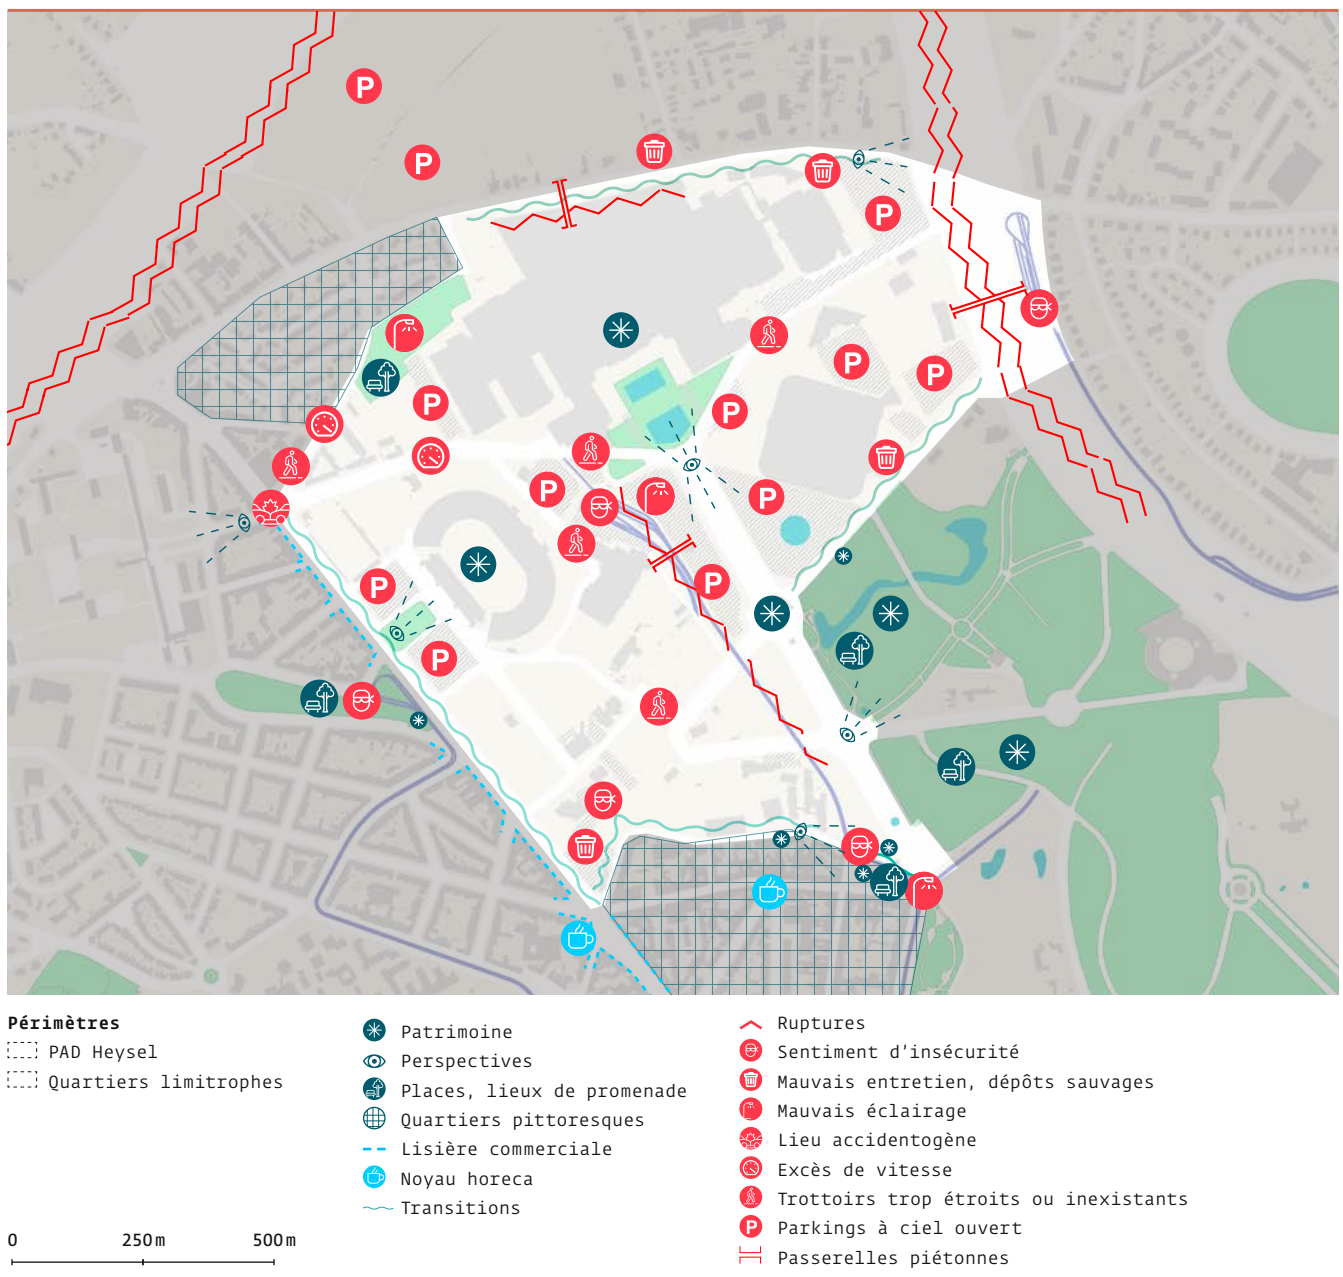 P
P
P
P
P
P
P
P
P
P
P
P
P
Périmètres
PAD Heysel
Quartiers limitrophes
0 250m 500m
Patrimoine
Perspectives
Places, lieux de promenade
Quartiers pittoresques
Lisière commerciale
Noyau horeca
Transitions
Ruptures
Sentiment d'insécurité
Mauvais entretien, dépôts sauvages
Mauvais éclairage
Lieu accidentogène
Excès de vitesse
Trottoirs trop étroits ou inexistants
P Parkings à ciel ouvert
Passerelles piétonnes